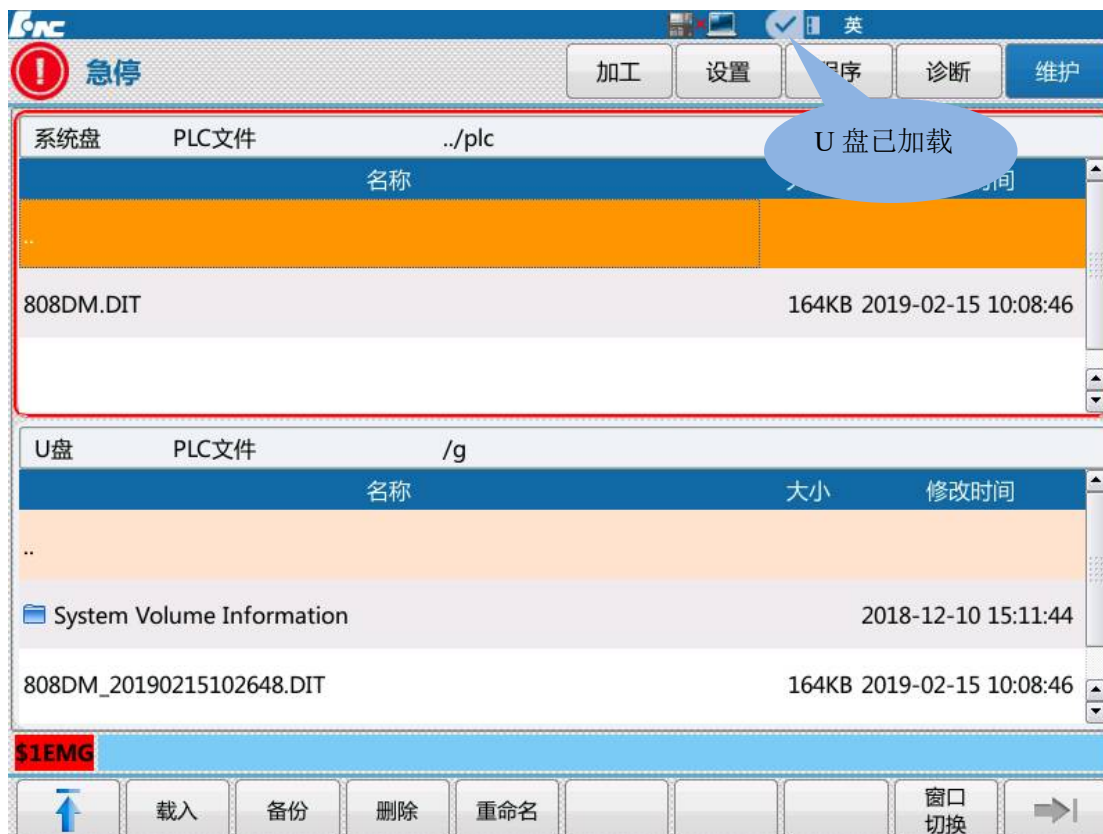 HNC 英
急停 加工 设置 程序 诊断 维护
U 盘已加载
系统盘 PLC文件 ../plc
名称
..
808DM.DIT 164KB 2019-02-15 10:08:46
U盘 PLC文件 /g
名称 大小 修改时间
..
System Volume Information 2018-12-10 15:11:44
808DM_20190215102648.DIT 164KB 2019-02-15 10:08:46
$1EMG
载入 备份 删除 重命名 窗口
切换